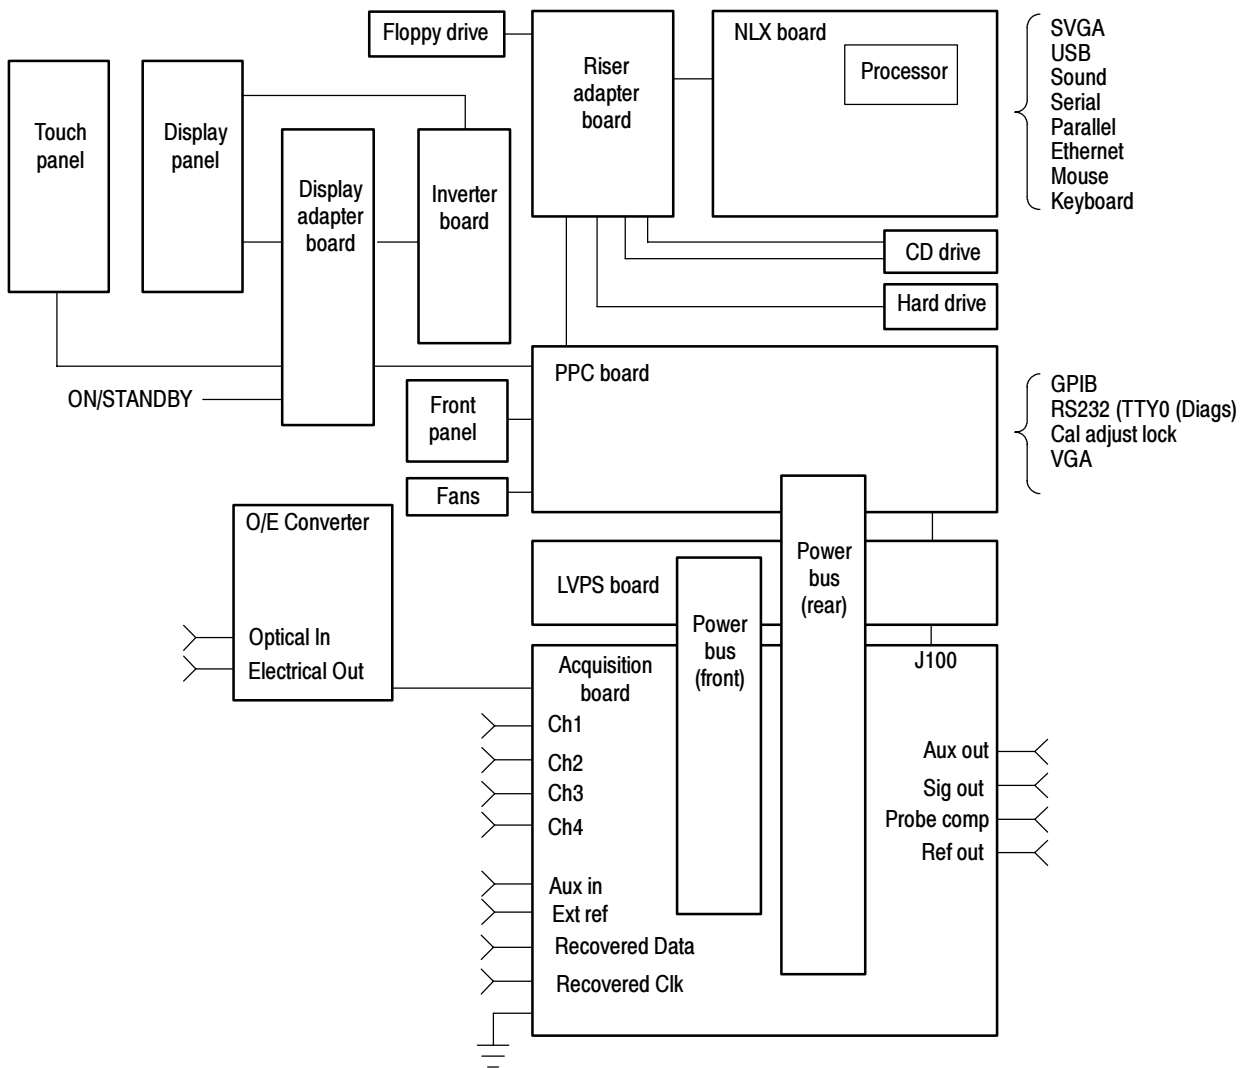 Floppy drive
Riser
adapter
board
NLX board
Processor
SVGA
USB
Sound
Serial
Parallel
Ethernet
Mouse
Keyboard
Touch
panel
Display
panel
Display
adapter
board
Inverter
board
CD drive
Hard drive
ON/STANDBY
PPC board
Front
panel
Fans
GPIB
RS232 (TTY0 (Diags)
Cal adjust lock
VGA
O/E Converter
Optical In
Electrical Out
LVPS board
Power
bus
(rear)
Power
bus
(front)
Acquisition
board
J100
Ch1
Ch2
Ch3
Ch4
Aux in
Ext ref
Recovered Data
Recovered Clk
Aux out
Sig out
Probe comp
Ref out